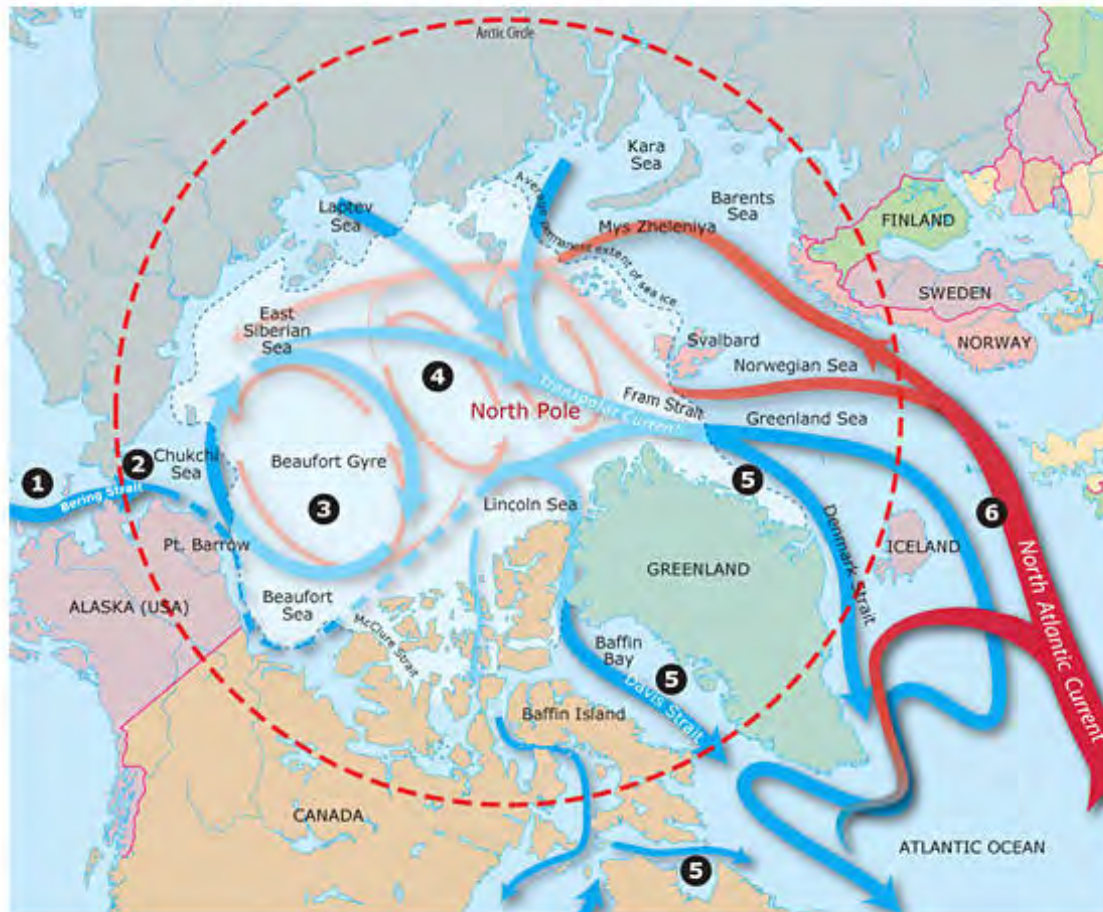 Arctic Circle
Kara
Sea
Barents
Sea
Laptev
Sea
Average permanent extent of sea ice
Mys Zheleniya
FINLAND
SWEDEN
NORWAY
East
Siberian
Sea
Svalbard
Norwegian Sea
4
North Pole
Transpolar Current
Fram Strait
Greenland Sea
1
2
Bering Strait
Chukchi
Sea
Beaufort Gyre
3
Lincoln Sea
5
6
Denmark Strait
ICELAND
North Atlantic Current
Pt. Barrow
ALASKA (USA)
Beaufort
Sea
McClure Strait
GREENLAND
Baffin
Bay
5
Davis Strait
Baffin Island
CANADA
ATLANTIC OCEAN
5